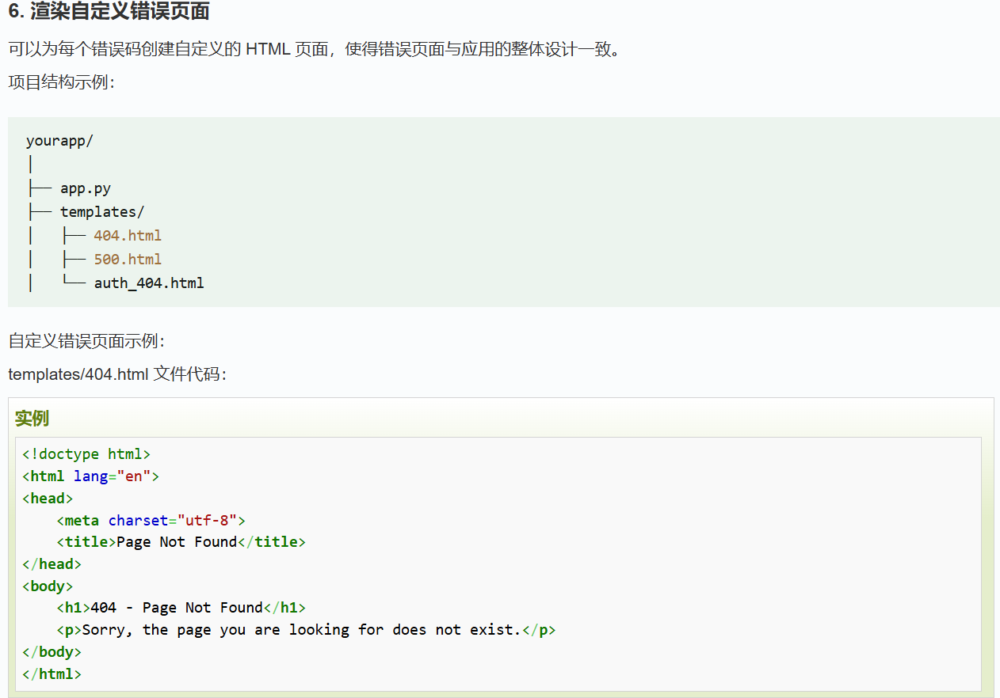 6. 渲染自定义错误页面
可以为每个错误码创建自定义的 HTML 页面，使得错误页面与应用的整体设计一致。
项目结构示例：
yourapp/
│
├── app.py
├── templates/
│   ├── 404.html
│   ├── 500.html
│   └── auth_404.html
自定义错误页面示例：
templates/404.html 文件代码：
实例
<!doctype html>
<html lang="en">
<head>
    <meta charset="utf-8">
    <title>Page Not Found</title>
</head>
<body>
    <h1>404 - Page Not Found</h1>
    <p>Sorry, the page you are looking for does not exist.</p>
</body>
</html>